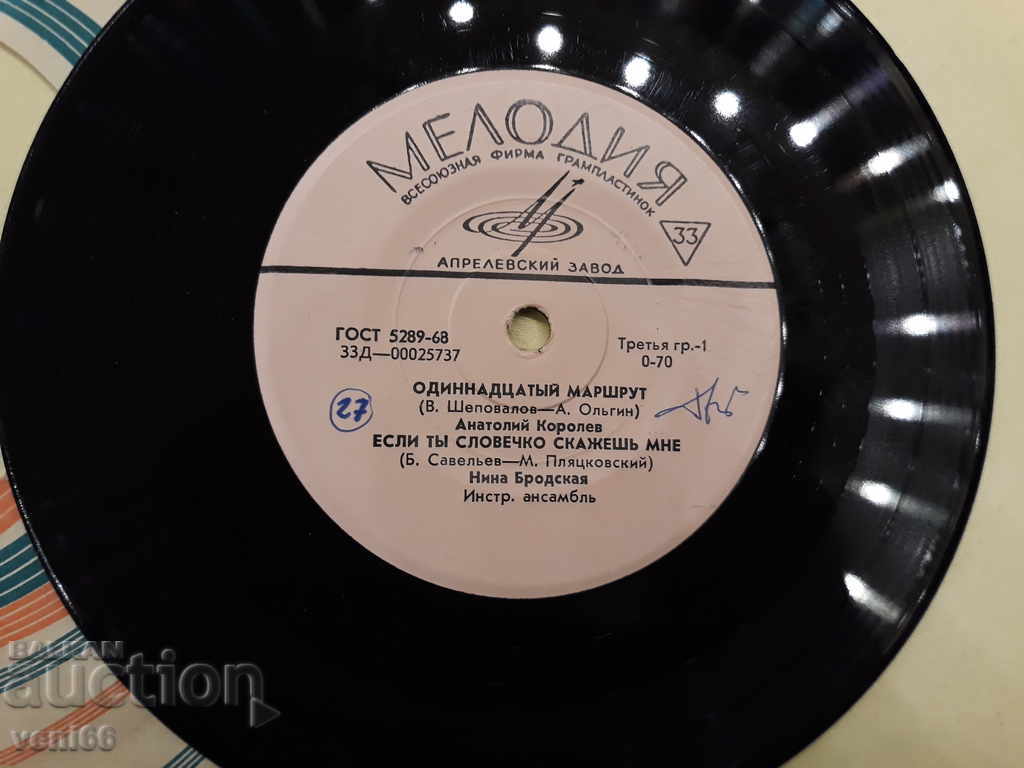 МЕЛОДИЯ
ВСЕСОЮЗНАЯ ФИРМА ГРАМПЛАСТИНОК
33
АПРЕЛЕВСКИЙ ЗАВОД
ГОСТ 5289-68
33Д—00025737
Третья гр.-1
0-70
ОДИННАДЦАТЫЙ МАРШРУТ
(В. Шеповалов—А. Ольгин)
27
Анатолий Королев
ЕСЛИ ТЫ СЛОВЕЧКО СКАЖЕШЬ МНЕ
(Б. Савельев—М. Пляцковский)
Нина Бродская
Инстр. ансамбль
BALKAN
auction
veni66